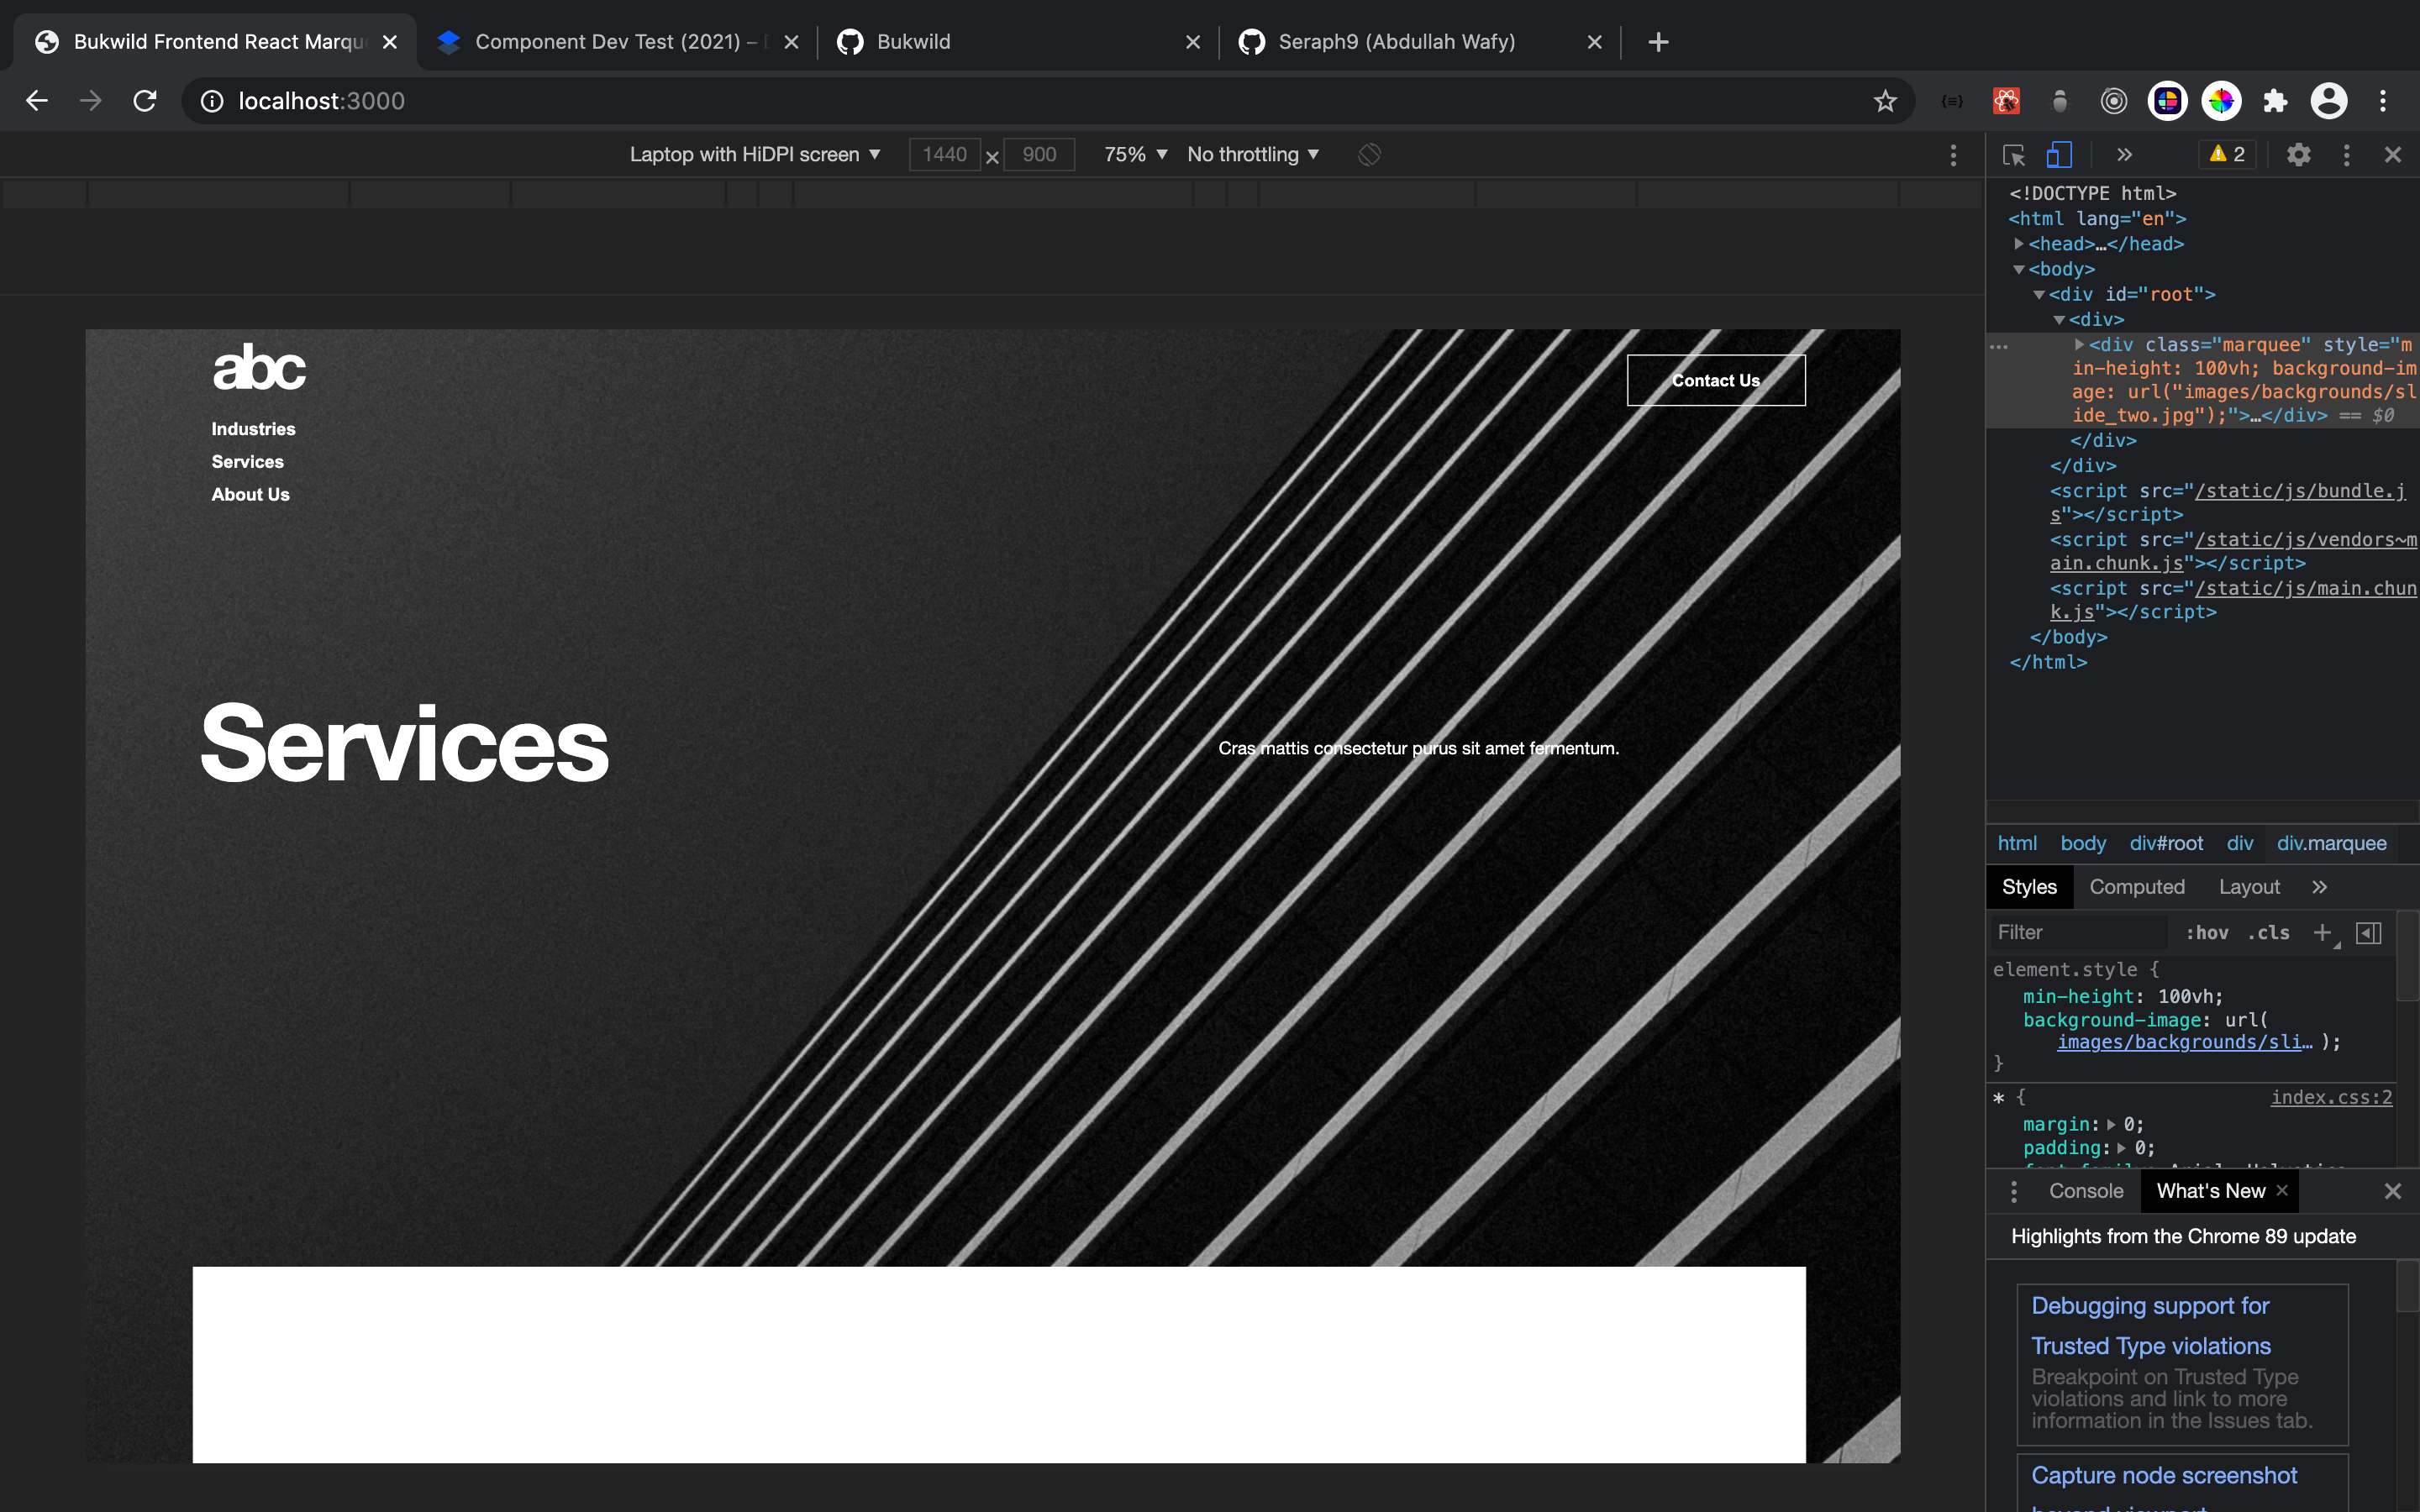 Bukwild Frontend React Marqu
Component Dev Test (2021) –
Bukwild
Seraph9 (Abdullah Wafy)
localhost:3000
Laptop with HiDPI screen ▼
1440 × 900
75% ▼
No throttling ▼
2
<!DOCTYPE html>
<html lang="en">
<head>…</head>
<body>
<div id="root">
<div>
<div class="marquee" style="m
in-height: 100vh; background-im
age: url("images/backgrounds/sl
ide_two.jpg");">…</div> == $0
</div>
</div>
<script src="/static/js/bundle.j
s"></script>
<script src="/static/js/vendors~m
ain.chunk.js"></script>
<script src="/static/js/main.chun
k.js"></script>
</body>
</html>
abc
Contact Us
Industries
Services
About Us
Services
Cras mattis consectetur purus sit amet fermentum.
html body div#root div div.marquee
Styles Computed Layout »
Filter :hov .cls +
element.style {
min-height: 100vh;
background-image: url(
images/backgrounds/sli… );
}
* { index.css:2
margin: 0;
padding: 0;
Console What's New
Highlights from the Chrome 89 update
Debugging support for
Trusted Type violations
Breakpoint on Trusted Type
violations and link to more
information in the Issues tab.
Capture node screenshot